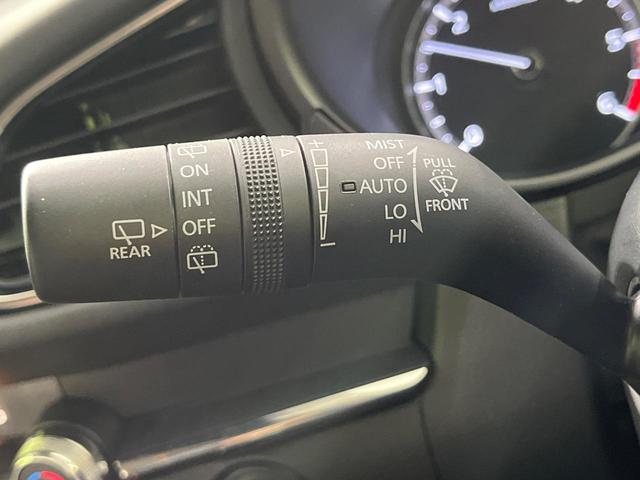 REAR
ON
INT
OFF
+
−
MIST
OFF
AUTO
LO
HI
PULL
FRONT